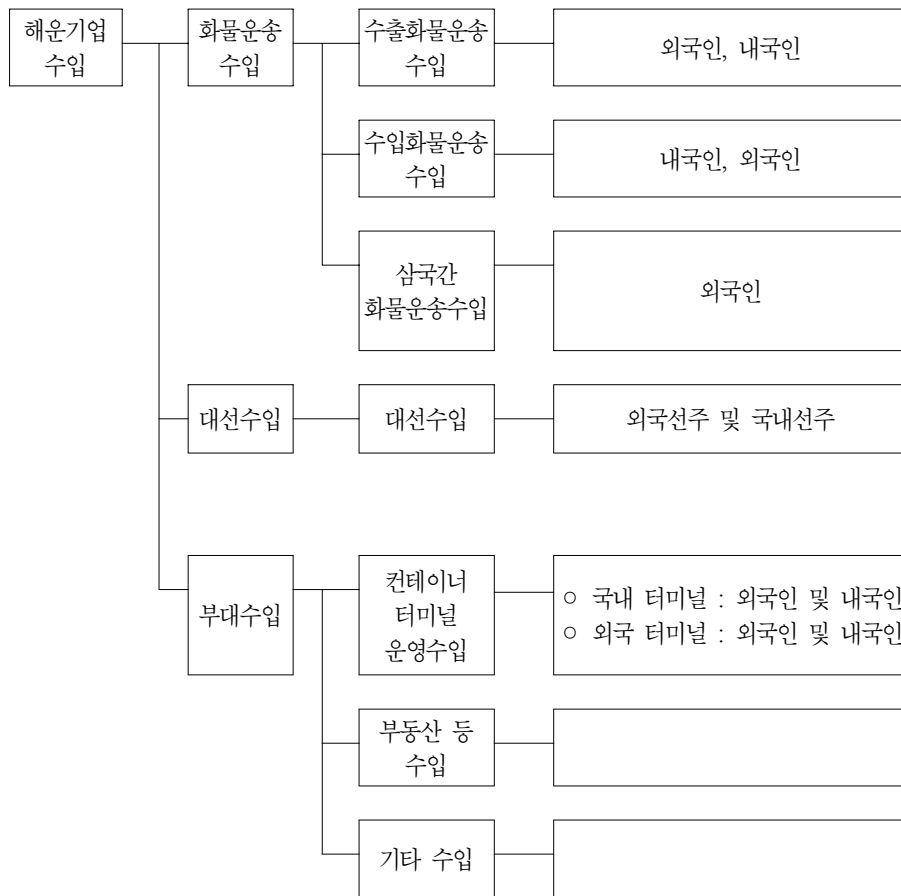 해운기업
수입
화물운송
수입
수출화물운송
수입
외국인, 내국인
수입화물운송
수입
내국인, 외국인
삼국간
화물운송수입
외국인
대선수입
대선수입
외국선주 및 국내선주
부대수입
컨테이너
터미널
운영수입
○ 국내 터미널 : 외국인 및 내국인
○ 외국 터미널 : 외국인 및 내국인
부동산 등
수입
기타 수입